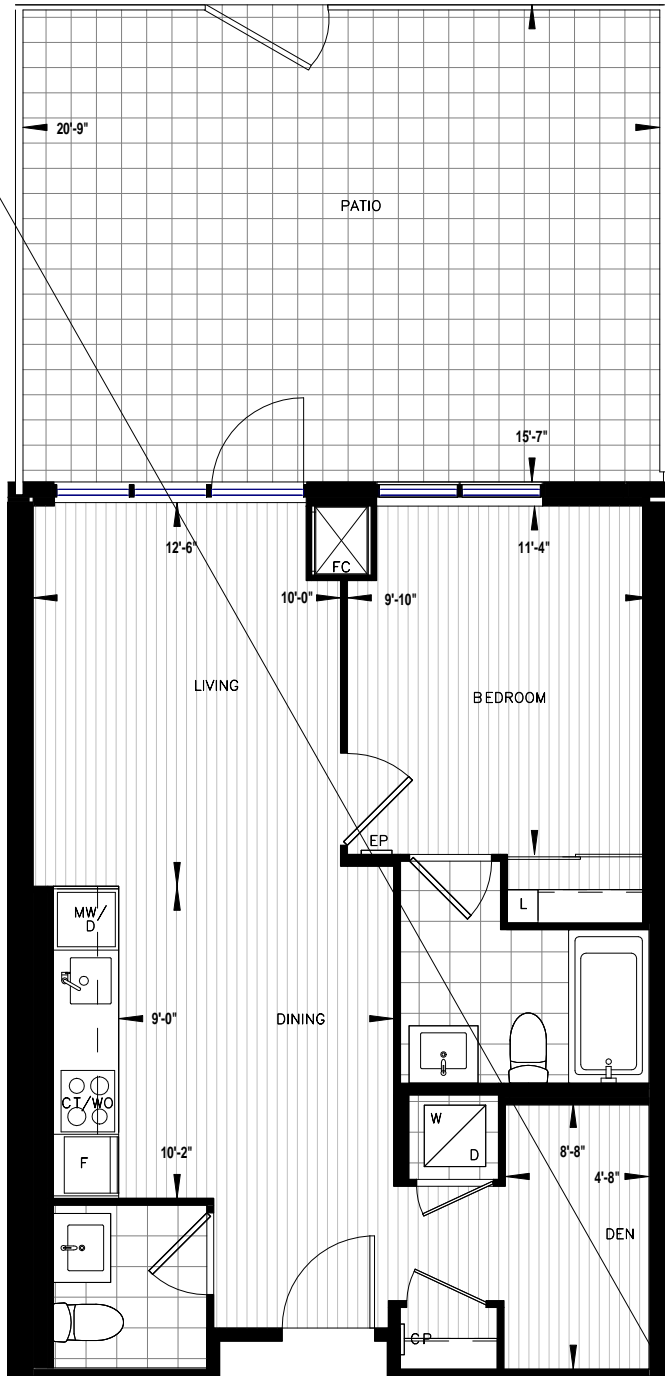 20'-9"
PATIO
15'-7"
12'-6"
11'-4"
FC
10'-0"
9'-10"
LIVING
BEDROOM
EP
MW/
D
L
9'-0"
DINING
CT/WO
W
D
F
10'-2"
8'-8"
4'-8"
DEN
CP